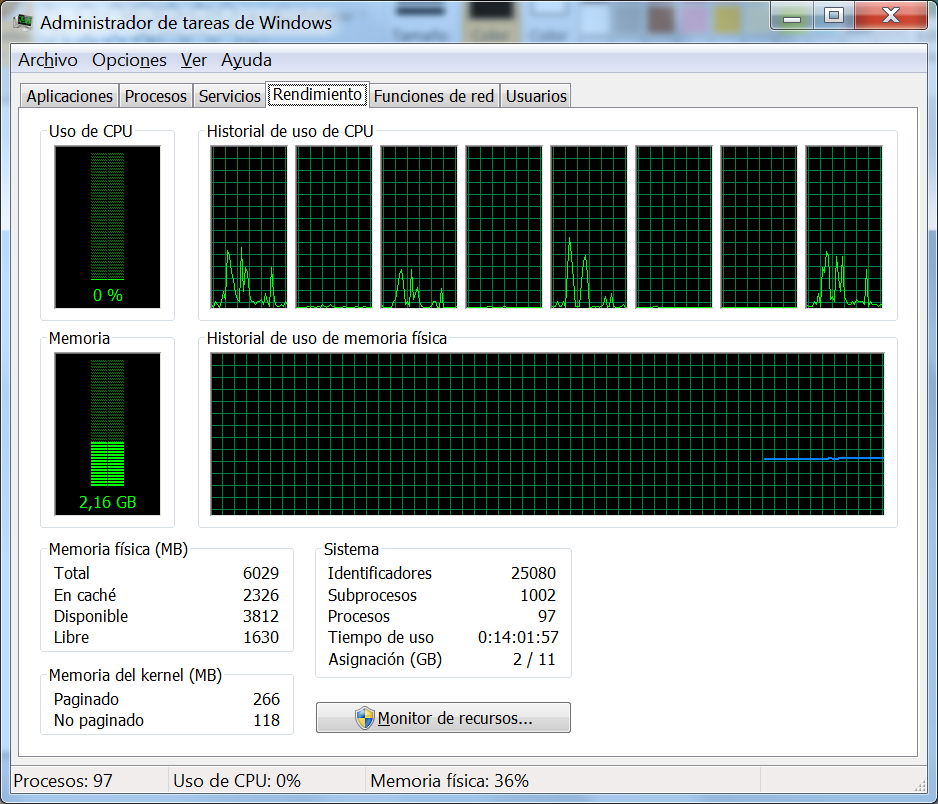 Administrador de tareas de Windows
Archivo Opciones Ver Ayuda
Aplicaciones Procesos Servicios Rendimiento Funciones de red Usuarios
Uso de CPU
0 %
Historial de uso de CPU
Memoria
2,16 GB
Historial de uso de memoria física
Memoria física (MB)
Total 6029
En caché 2326
Disponible 3812
Libre 1630
Memoria del kernel (MB)
Paginado 266
No paginado 118
Sistema
Identificadores 25080
Subprocesos 1002
Procesos 97
Tiempo de uso 0:14:01:57
Asignación (GB) 2 / 11
Monitor de recursos...
Procesos: 97 Uso de CPU: 0% Memoria física: 36%